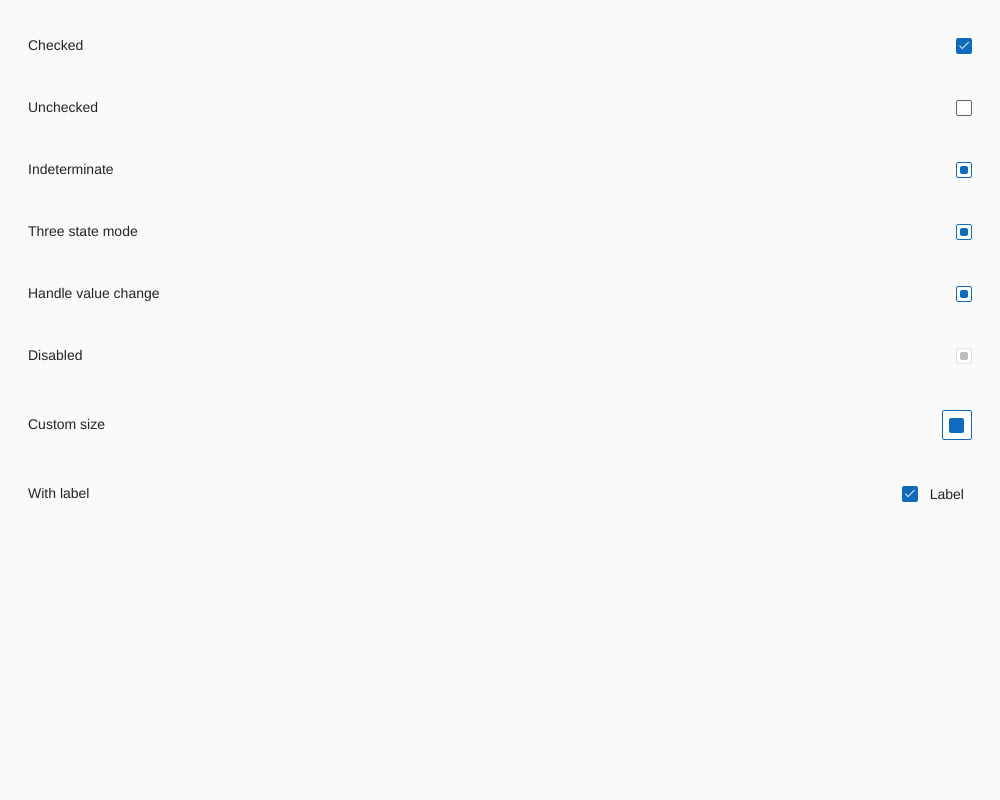 Checked
Unchecked
Indeterminate
Three state mode
Handle value change
Disabled
Custom size
With label
Label